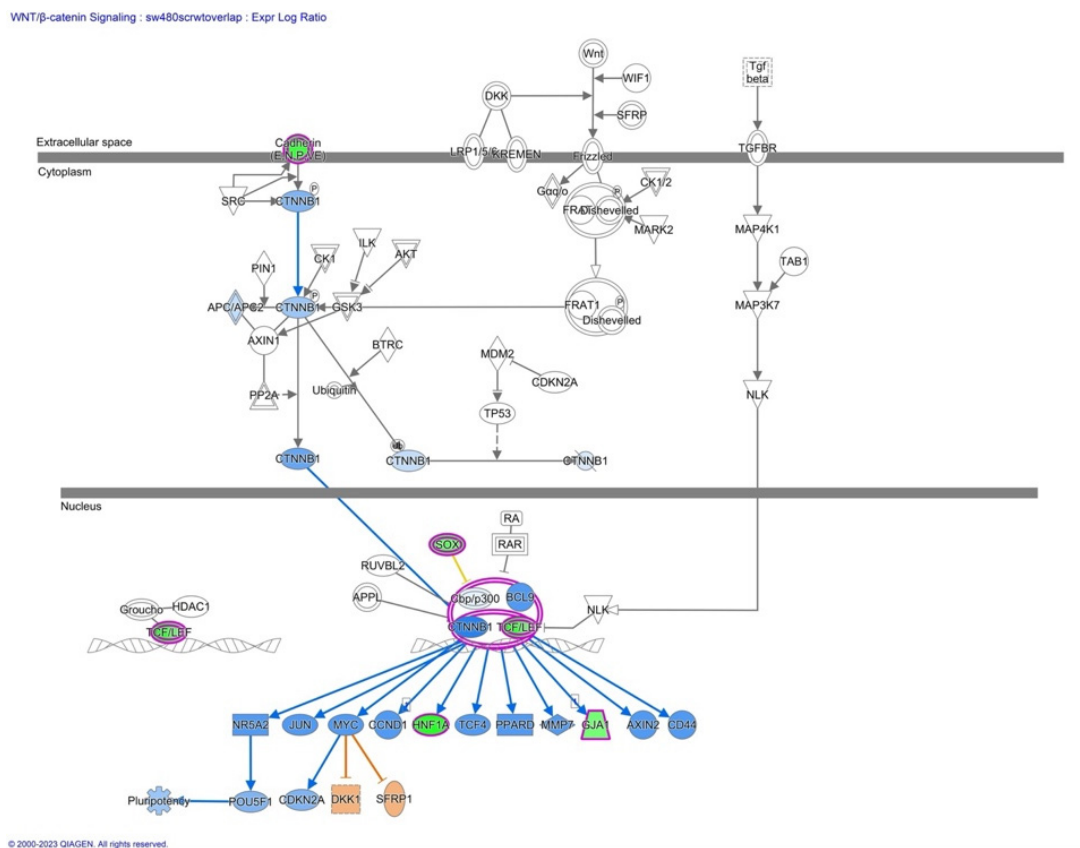 WNT/β-catenin Signaling : sw480scrwtoverlap : Expr Log Ratio
Wnt
WIF1
Tgf
beta
DKK
SFRP
Extracellular space
Cadherin
(E,N,P,VE)
LRP1/5/6
KREMEN
Frizzled
TGFBR
Cytoplasm
SRC
CTNNB1
P
Gαq/o
CK1/2
P
FRAT1
Dishevelled
MARK2
MAP4K1
ILK
AKT
CK1
PIN1
TAB1
APC/APC2
CTNNB1
P
GSK3
FRAT1
P
Dishevelled
MAP3K7
AXIN1
BTRC
MDM2
CDKN2A
PP2A
Ubiquitin
TP53
NLK
CTNNB1
CTNNB1
CTNNB1
Nucleus
RA
SOX
RAR
RUVBL2
APPL
Cbp/p300
BCL9
NLK
Groucho
HDAC1
TCF/LEF
CTNNB1
TCF/LEF
NR5A2
JUN
MYC
CCND1
HNF1A
TCF4
PPARD
MMP7
GJA1
AXIN2
CD44
Pluripotency
POU5F1
CDKN2A
DKK1
SFRP1
© 2000-2023 QIAGEN. All rights reserved.